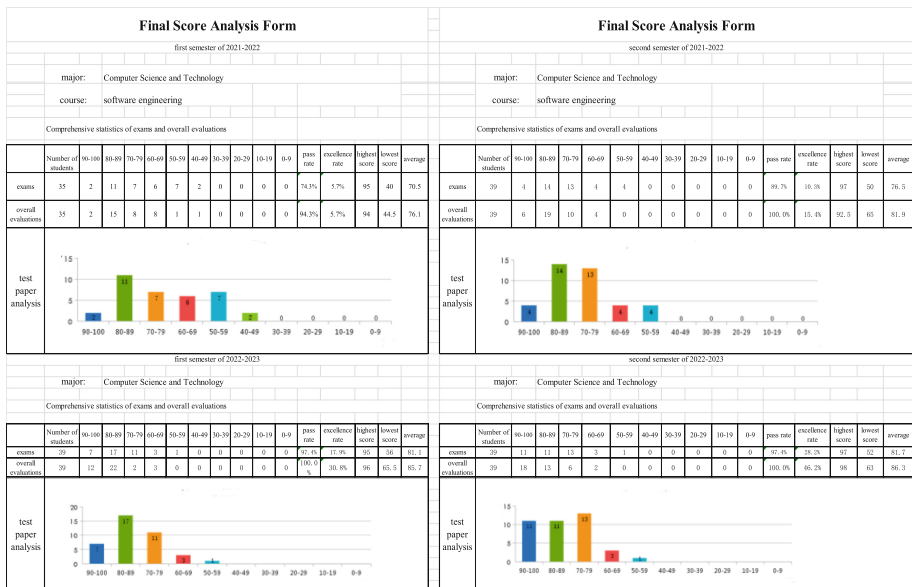 Final Score Analysis Form
first semester of 2021-2022
major: Computer Science and Technology
course: software engineering
Comprehensive statistics of exams and overall evaluations
Number of students 90-100 80-89 70-79 60-69 50-59 40-49 30-39 20-29 10-19 0-9 pass rate excellence rate highest score lowest score average
exams 35 2 11 7 6 7 2 0 0 0 0 74.3% 5.7% 95 40 70.5
overall evaluations 35 2 15 8 8 1 1 0 0 0 0 94.3% 5.7% 94 44.5 76.1
test paper analysis
15
10
5
0
2 11 7 6 7 2 0 0 0 0
90-100 80-89 70-79 60-69 50-59 40-49 30-39 20-29 10-19 0-9
Final Score Analysis Form
second semester of 2021-2022
major: Computer Science and Technology
course: software engineering
Comprehensive statistics of exams and overall evaluations
Number of students 90-100 80-89 70-79 60-69 50-59 40-49 30-39 20-29 10-19 0-9 pass rate excellence rate highest score lowest score average
exams 39 4 14 13 4 4 0 0 0 0 0 89.7% 10.3% 97 50 76.5
overall evaluations 39 6 19 10 4 0 0 0 0 0 100.0% 15.4% 92.5 65 81.9
test paper analysis
15
10
5
0
4 14 13 4 4 0 0 0 0 0
90-100 80-89 70-79 60-69 50-59 40-49 30-39 20-29 10-19 0-9
first semester of 2022-2023
major: Computer Science and Technology
Comprehensive statistics of exams and overall evaluations
Number of students 90-100 80-89 70-79 60-69 50-59 40-49 30-39 20-29 10-19 0-9 pass rate excellence rate highest score lowest score average
exams 39 7 17 11 3 1 0 0 0 0 0 97.4% 17.9% 95 56 81.1
overall evaluations 39 12 22 2 3 0 0 0 0 0 0 100.0% 30.8% 96 65.5 85.7
test paper analysis
20
15
10
5
0
7 17 11 3 1
90-100 80-89 70-79 60-69 50-59 40-49 30-39 20-29 10-19 0-9
second semester of 2022-2023
major: Computer Science and Technology
Comprehensive statistics of exams and overall evaluations
Number of students 90-100 80-89 70-79 60-69 50-59 40-49 30-39 20-29 10-19 0-9 pass rate excellence rate highest score lowest score average
exams 39 11 11 13 3 1 0 0 0 0 0 97.4% 28.2% 97 52 81.7
overall evaluations 39 18 13 6 2 0 0 0 0 0 0 100.0% 46.2% 98 63 86.3
test paper analysis
15
10
5
0
11 11 13 3 1
90-100 80-89 70-79 60-69 50-59 40-49 30-39 20-29 10-19 0-9